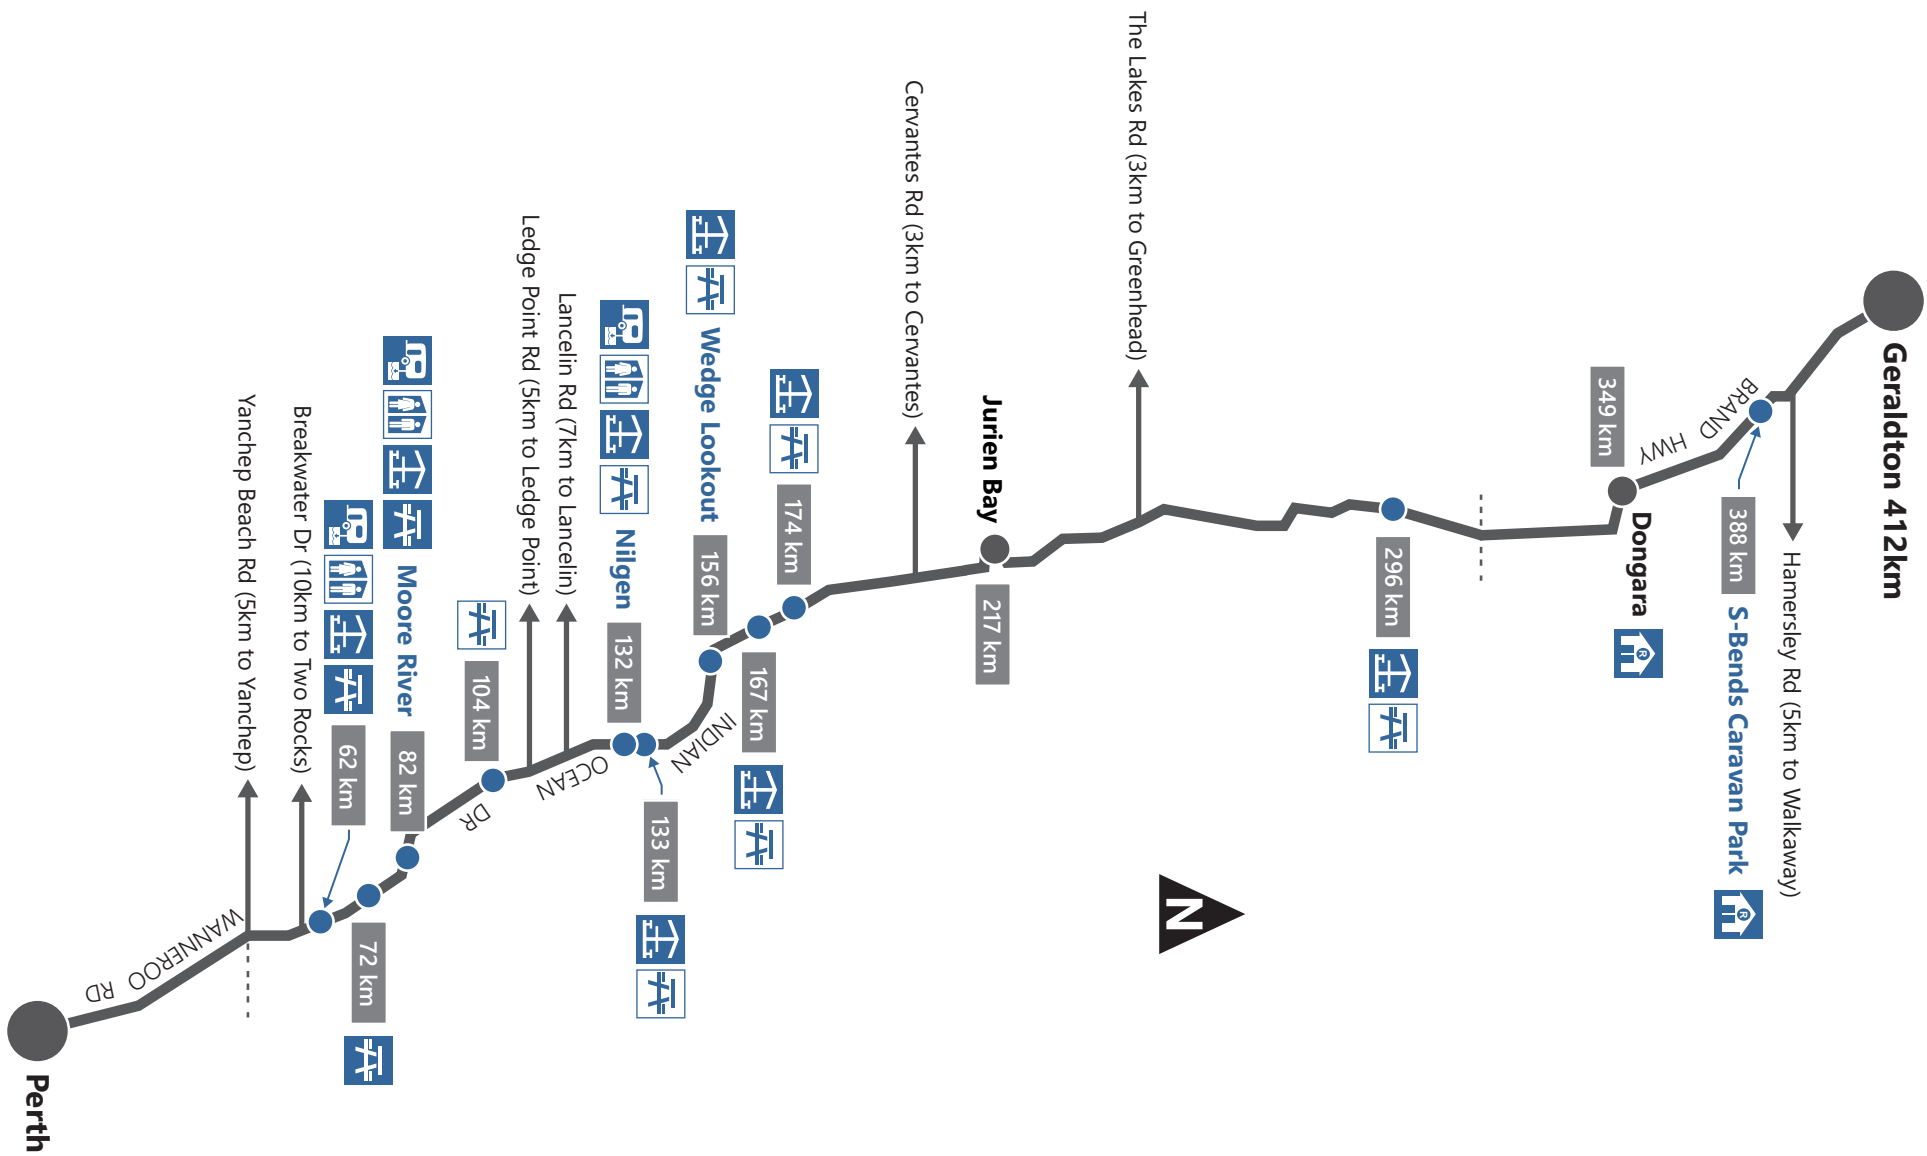 Geraldton 412km
Hamersley Rd (5km to Walkaway)
BRAND HWY
388 km
S-Bends Caravan Park
R
349 km
Dongara
R
296 km
The Lakes Rd (3km to Greenhead)
Jurien Bay
217 km
Cervantes Rd (3km to Cervantes)
174 km
167 km
Wedge Lookout
156 km
INDIAN OCEAN DR
133 km
Nilgen
132 km
Lancelin Rd (7km to Lancelin)
Ledge Point Rd (5km to Ledge Point)
104 km
Moore River
82 km
72 km
62 km
Breakwater Dr (10km to Two Rocks)
Yanchep Beach Rd (5km to Yanchep)
WANNEROO RD
Perth
N